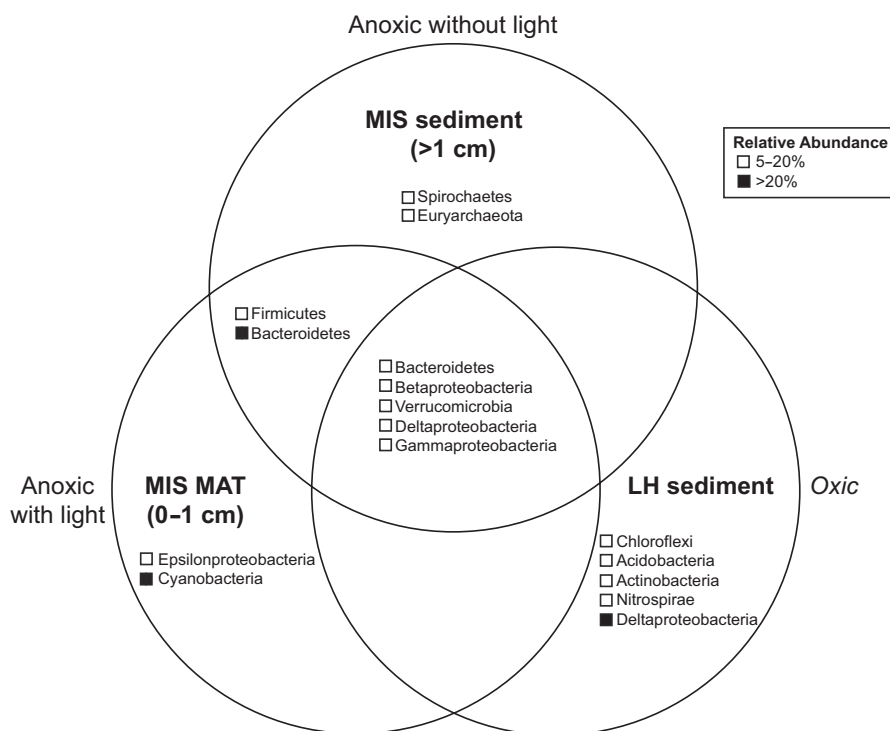 Anoxic without light
MIS sediment
(>1 cm)
Relative Abundance
5–20%
>20%
Spirochaetes
Euryarchaeota
Firmicutes
Bacteroidetes
Bacteroidetes
Betaproteobacteria
Verrucomicrobia
Deltaproteobacteria
Gammaproteobacteria
Anoxic
with light
MIS MAT
(0–1 cm)
Epsilonproteobacteria
Cyanobacteria
LH sediment
Oxic
Chloroflexi
Acidobacteria
Actinobacteria
Nitrospirae
Deltaproteobacteria